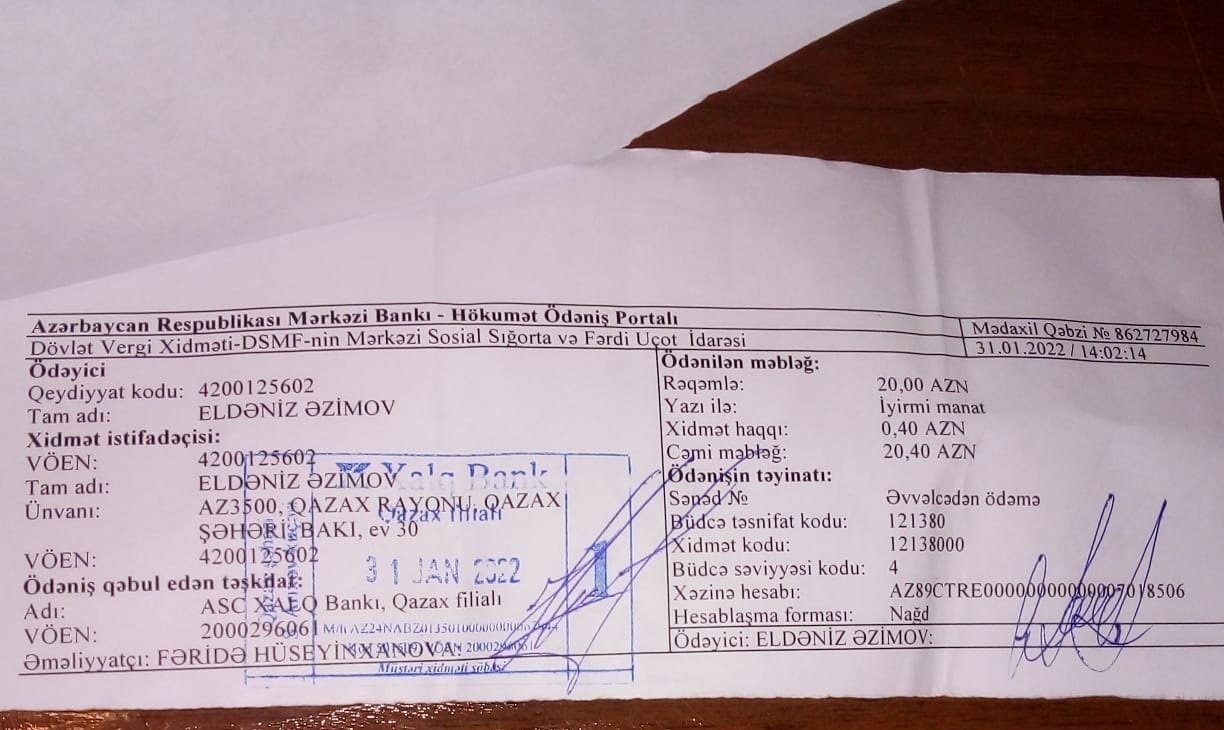 Azərbaycan Respublikası Mərkəzi Bankı - Hökumət Ödəniş Portalı
Dövlət Vergi Xidməti-DSMF-nin Mərkəzi Sosial Sığorta və Fərdi Uçot İdarəsi
Mədaxil Qəbzi № 862727984
31.01.2022 / 14:02:14
Ödəyici
Qeydiyyat kodu: 4200125602
Tam adı: ELDƏNİZ ƏZİMOV
Xidmət istifadəçisi:
VÖEN: 4200125602
Tam adı: ELDƏNİZ ƏZİMOV
Ünvanı: AZ3500, QAZAX RAYONU, QAZAX
ŞƏHƏRİ, BAKI, ev 30
VÖEN: 4200125602
Ödəniş qəbul edən təşkilat:
Adı: ASC XALQ Bankı, Qazax filialı
VÖEN: 2000296061
Əməliyyatçı: FƏRİDƏ HÜSEYİNXANOVA:
Ödənilən məbləğ:
Rəqəmlə: 20,00 AZN
Yazı ilə: İyirmi manat
Xidmət haqqı: 0,40 AZN
Cəmi məbləğ: 20,40 AZN
Ödənişin təyinatı:
Sənəd № Əvvəlcədən ödəmə
Büdcə təsnifat kodu: 121380
Xidmət kodu: 12138000
Büdcə səviyyəsi kodu: 4
Xəzinə hesabı:
Hesablaşma forması: Nağd
Ödəyici: ELDƏNİZ ƏZİMOV:
Xalq Bank
Qazax filialı
31 JAN 2022
1
Müştəri xidməti şöbəsi